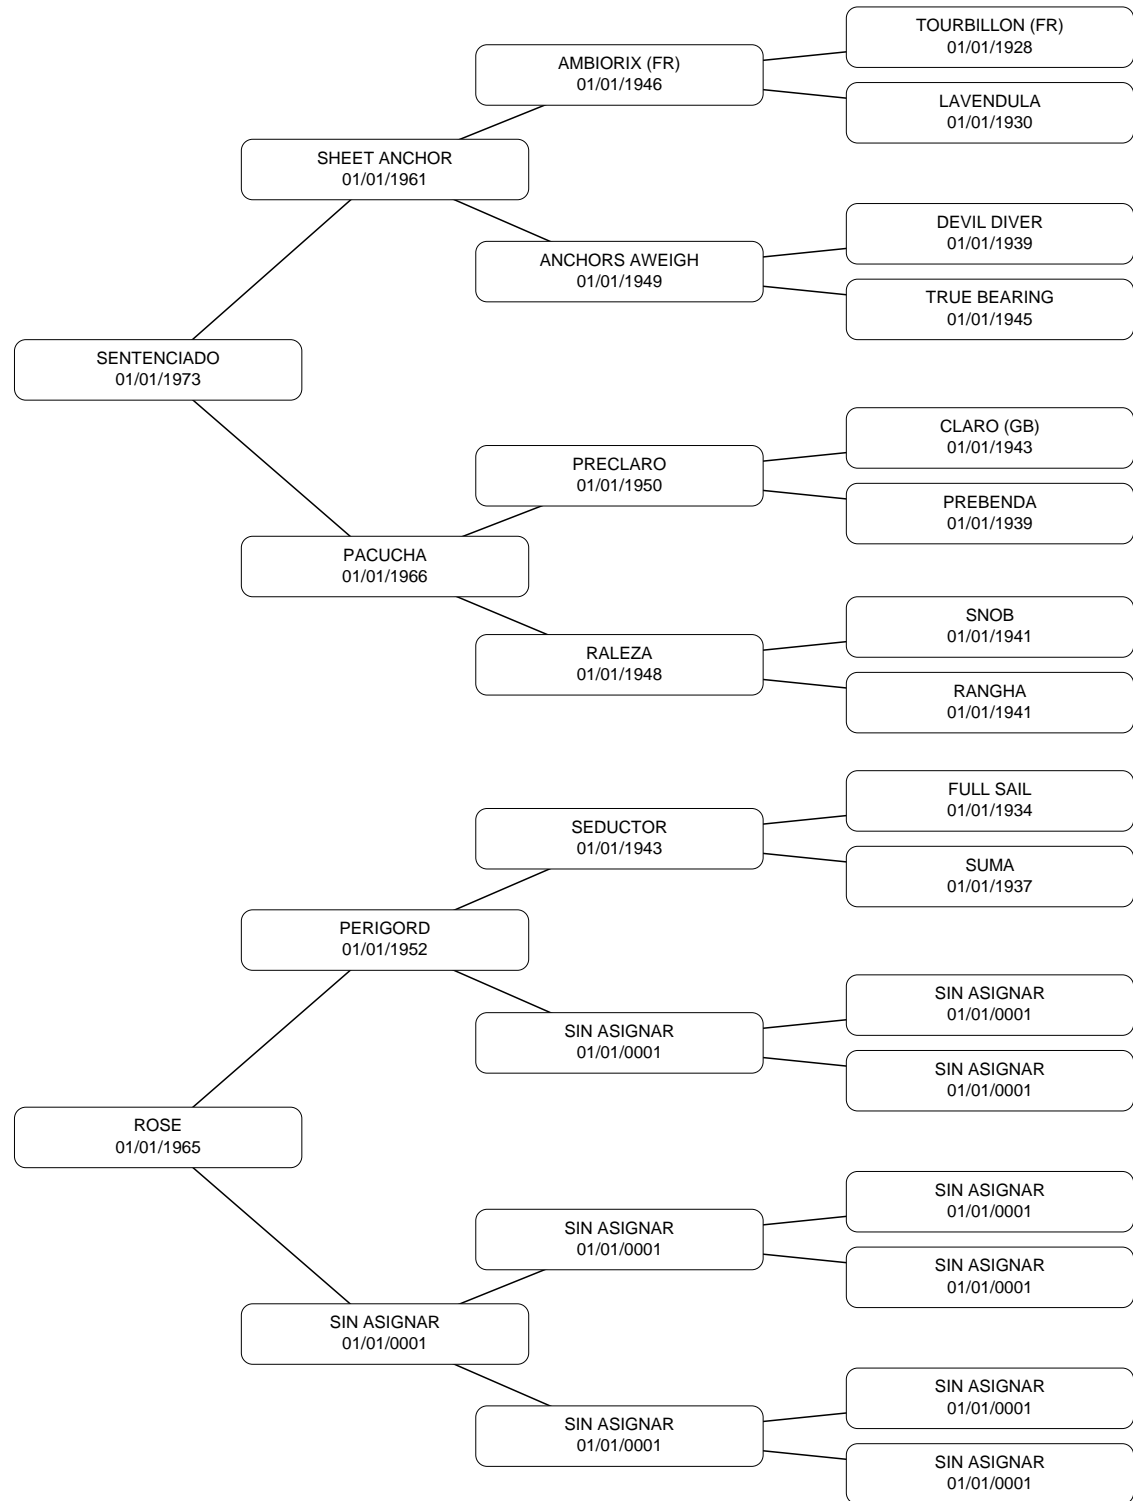 TOURBILLON (FR)
01/01/1928
AMBIORIX (FR)
01/01/1946
LAVENDULA
01/01/1930
SHEET ANCHOR
01/01/1961
DEVIL DIVER
01/01/1939
ANCHORS AWEIGH
01/01/1949
TRUE BEARING
01/01/1945
SENTENCIADO
01/01/1973
CLARO (GB)
01/01/1943
PRECLARO
01/01/1950
PREBENDA
01/01/1939
PACUCHA
01/01/1966
SNOB
01/01/1941
RALEZA
01/01/1948
RANGHA
01/01/1941
FULL SAIL
01/01/1934
SEDUCTOR
01/01/1943
SUMA
01/01/1937
PERIGORD
01/01/1952
SIN ASIGNAR
01/01/0001
SIN ASIGNAR
01/01/0001
SIN ASIGNAR
01/01/0001
ROSE
01/01/1965
SIN ASIGNAR
01/01/0001
SIN ASIGNAR
01/01/0001
SIN ASIGNAR
01/01/0001
SIN ASIGNAR
01/01/0001
SIN ASIGNAR
01/01/0001
SIN ASIGNAR
01/01/0001
SIN ASIGNAR
01/01/0001